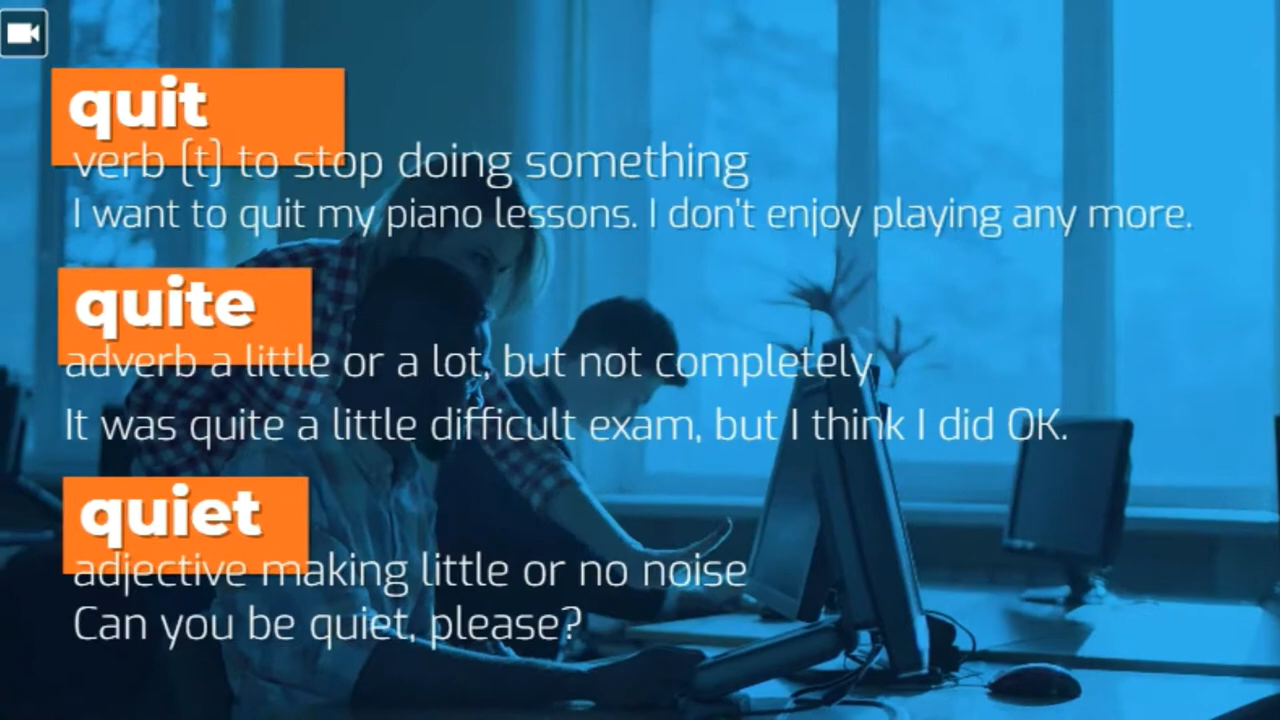 quit
verb [t] to stop doing something
I want to quit my piano lessons. I don't enjoy playing any more.
quite
adverb a little or a lot, but not completely
It was quite a little difficult exam, but I think I did OK.
quiet
adjective making little or no noise
Can you be quiet, please?